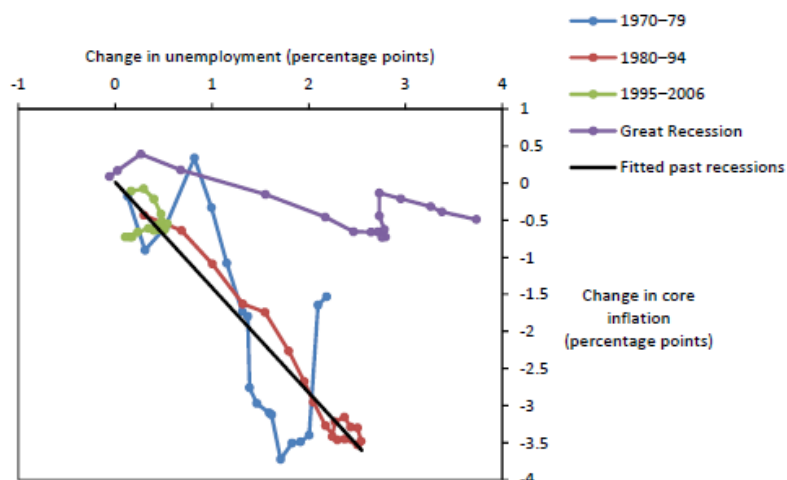 1970–79
Change in unemployment (percentage points)
1980–94
-1 0 1 2 3 4
1
1995–2006
0.5
Great Recession
0
Fitted past recessions
-0.5
-1
-1.5
Change in core
inflation
(percentage points)
-2
-2.5
-3
-3.5
-4